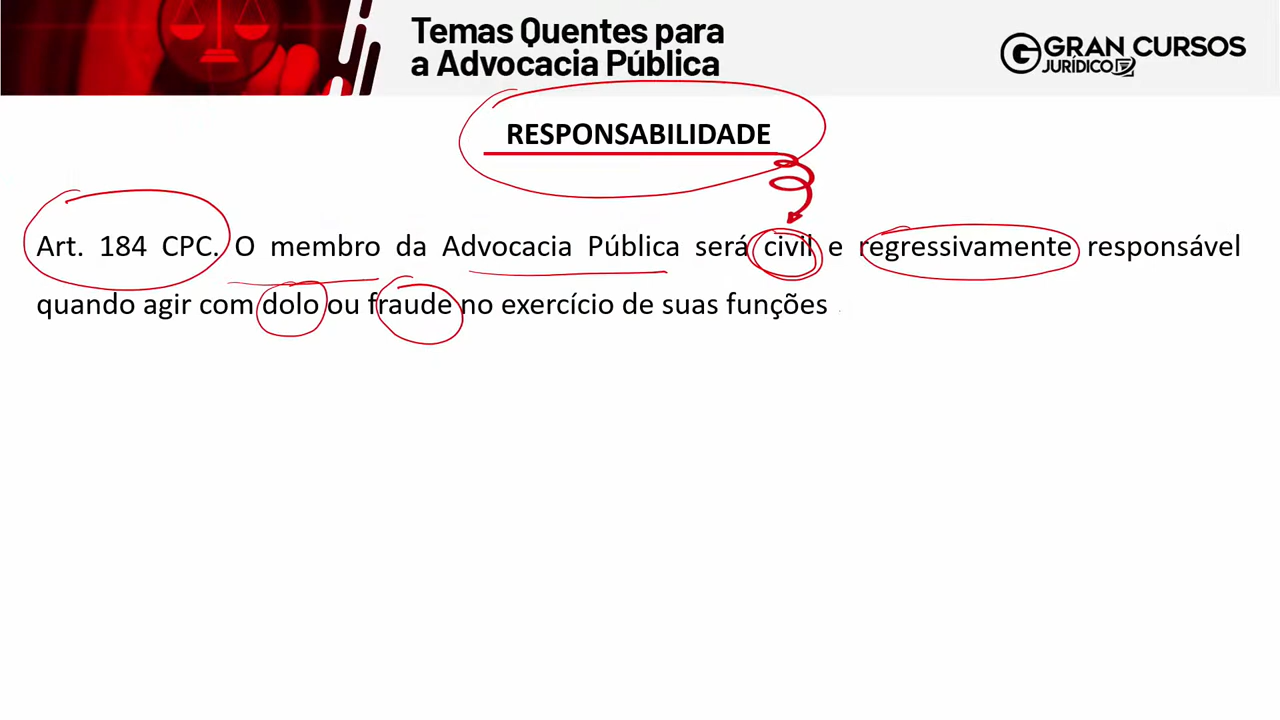 Temas Quentes para
a Advocacia Pública
GRAN CURSOS
JURÍDICO
RESPONSABILIDADE
Art. 184 CPC. O membro da Advocacia Pública será civil e regressivamente responsável
quando agir com dolo ou fraude no exercício de suas funções